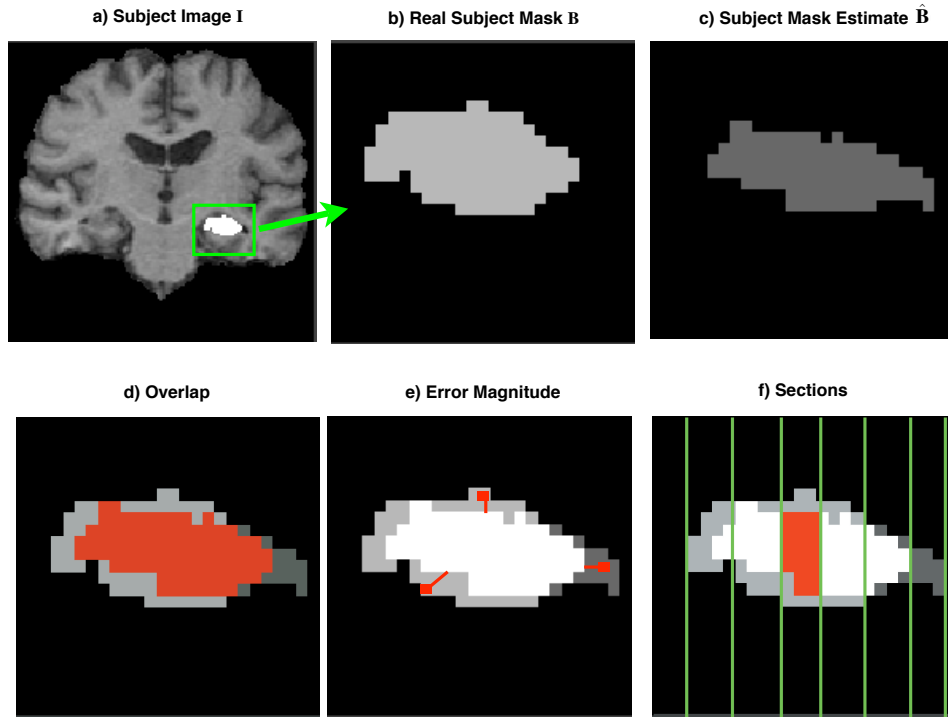 a) Subject Image I
b) Real Subject Mask B
c) Subject Mask Estimate B̂
d) Overlap
e) Error Magnitude
f) Sections